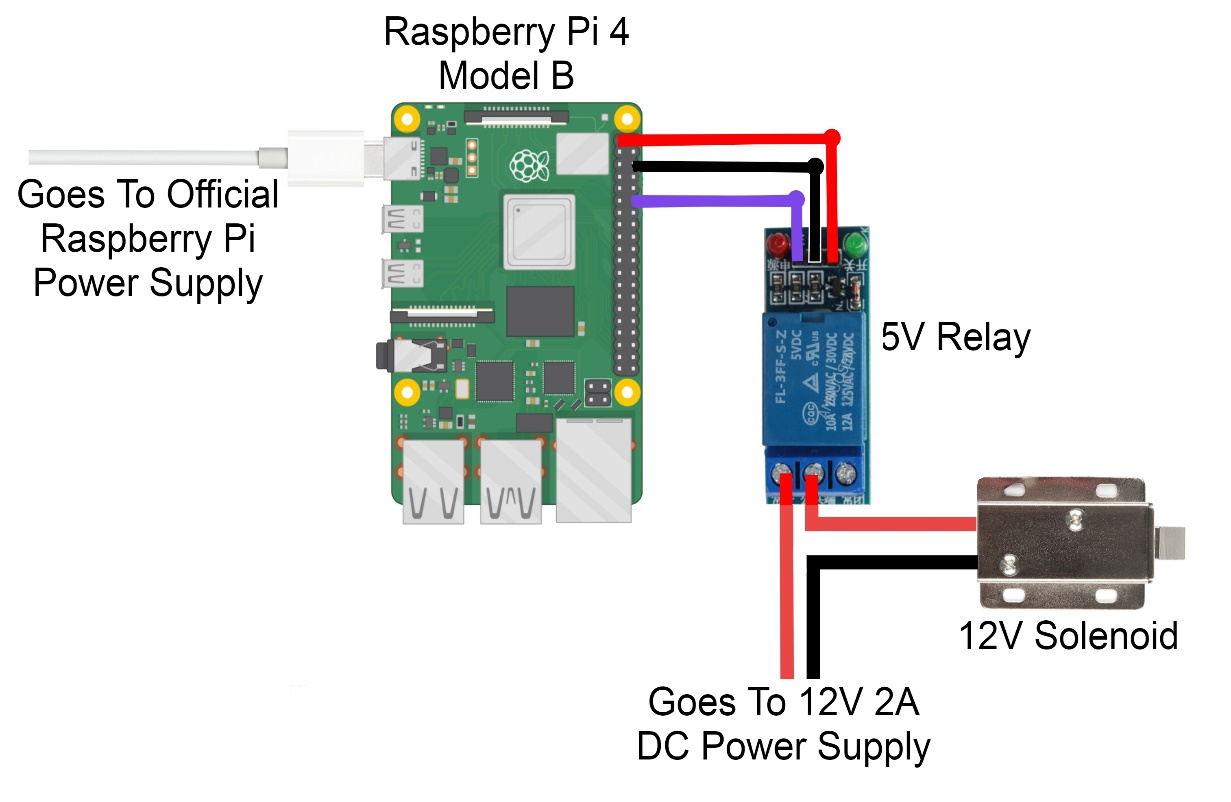 Raspberry Pi 4
Model B
Goes To Official
Raspberry Pi
Power Supply
5V Relay
FL-3FF-S-Z
5VDC
10A 250VAC / 30VDC
12A 125VAC / 28VDC
12V Solenoid
Goes To 12V 2A
DC Power Supply